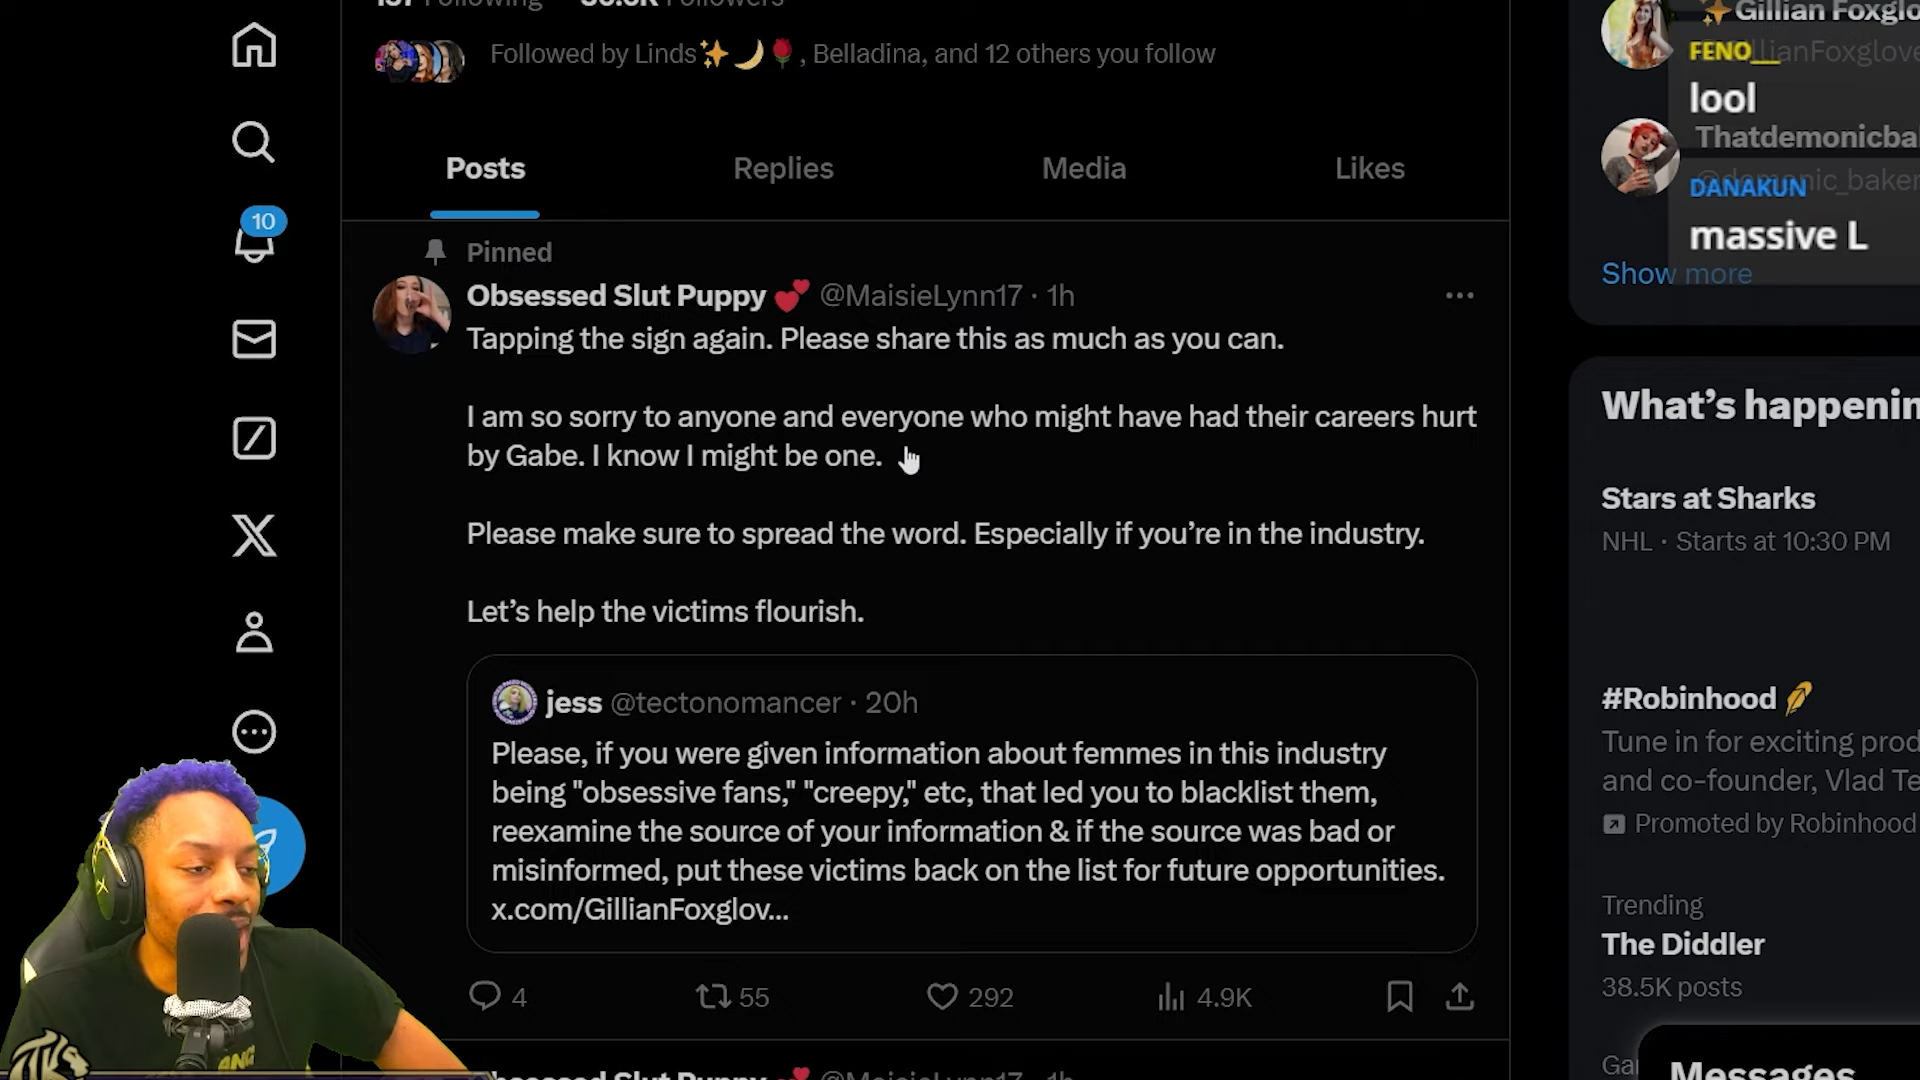 Following Followers
Followed by Linds✨🌙🌹, Belladina, and 12 others you follow
Posts Replies Media Likes
10
Pinned
Obsessed Slut Puppy 💕 @MaisieLynn17 · 1h
Tapping the sign again. Please share this as much as you can.
I am so sorry to anyone and everyone who might have had their careers hurt
by Gabe. I know I might be one.
Please make sure to spread the word. Especially if you’re in the industry.
Let’s help the victims flourish.
jess @tectonomancer · 20h
Please, if you were given information about femmes in this industry
being "obsessive fans," "creepy," etc, that led you to blacklist them,
reexamine the source of your information & if the source was bad or
misinformed, put these victims back on the list for future opportunities.
x.com/GillianFoxglov...
4 55 292 4.9K
Obsessed Slut Puppy 💕 @MaisieLynn17 · 1h
✨Gillian Foxglo
FENO__
lool
Thatdemonicba
DANAKUN
massive L
Show more
What’s happenin
Stars at Sharks
NHL · Starts at 10:30 PM
#Robinhood
Tune in for exciting prod
and co-founder, Vlad Te
Promoted by Robinhood
Trending
The Diddler
38.5K posts
Messages